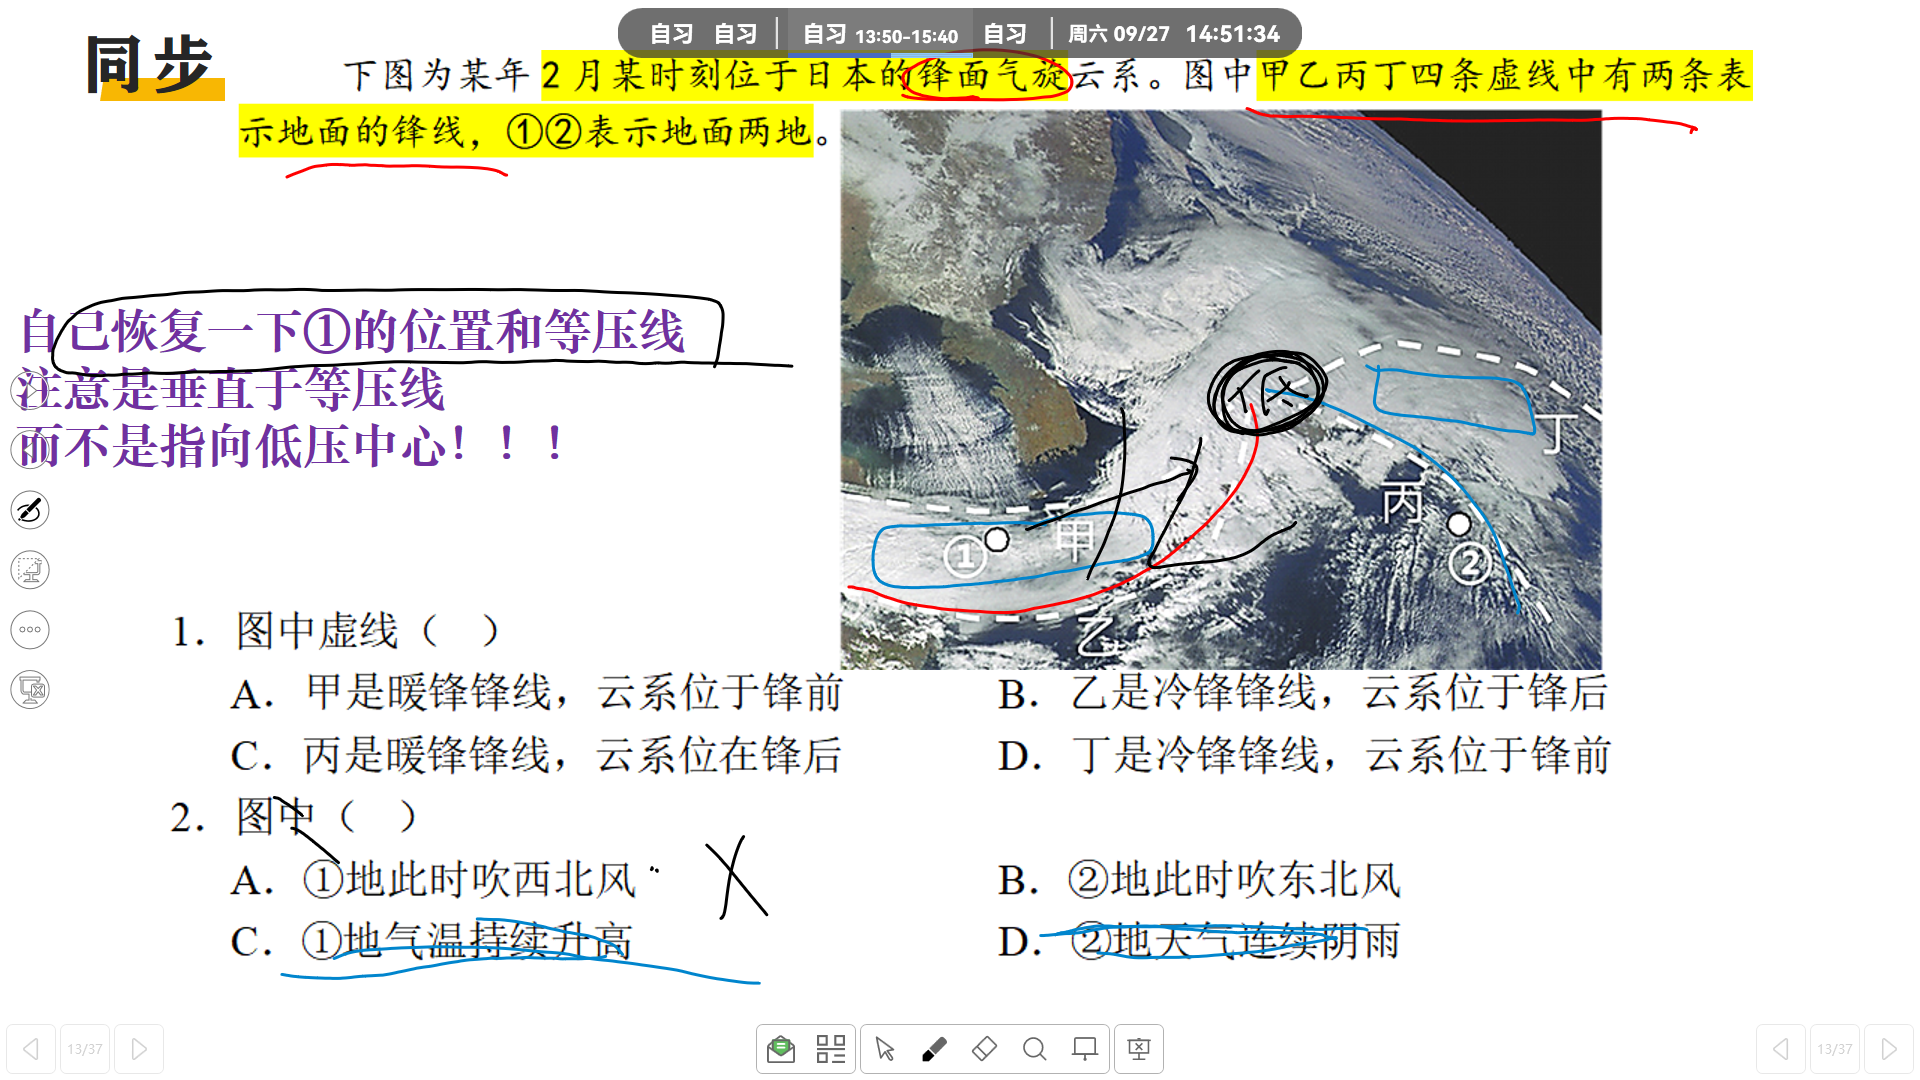 自习 自习 自习 13:50-15:40 自习 周六 09/27 14:51:34
同步
下图为某年 2 月某时刻位于日本的锋面气旋云系。图中甲乙丙丁四条虚线中有两条表
示地面的锋线，①②表示地面两地。
自己恢复一下①的位置和等压线
注意是垂直于等压线
而不是指向低压中心！！！
低
丁
丙
① 甲
②
乙
1. 图中虚线（ ）
A. 甲是暖锋锋线，云系位于锋前
B. 乙是冷锋锋线，云系位于锋后
C. 丙是暖锋锋线，云系位在锋后
D. 丁是冷锋锋线，云系位于锋前
2. 图中（ ）
A. ①地此时吹西北风
B. ②地此时吹东北风
C. ①地气温持续升高
D. ②地天气连续阴雨
13/37
13/37